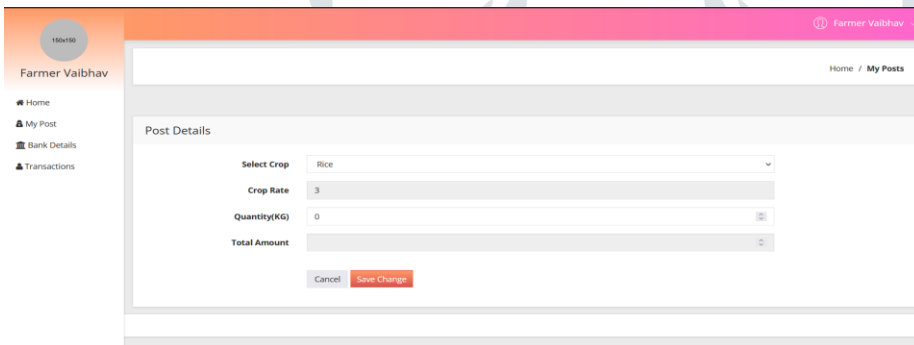 Farmer Vaibhav
150x150
Farmer Vaibhav
Home / My Posts
Home
My Post
Bank Details
Transactions
Post Details
Select Crop Rice
Crop Rate 3
Quantity(KG) 0
Total Amount
Cancel Save Change